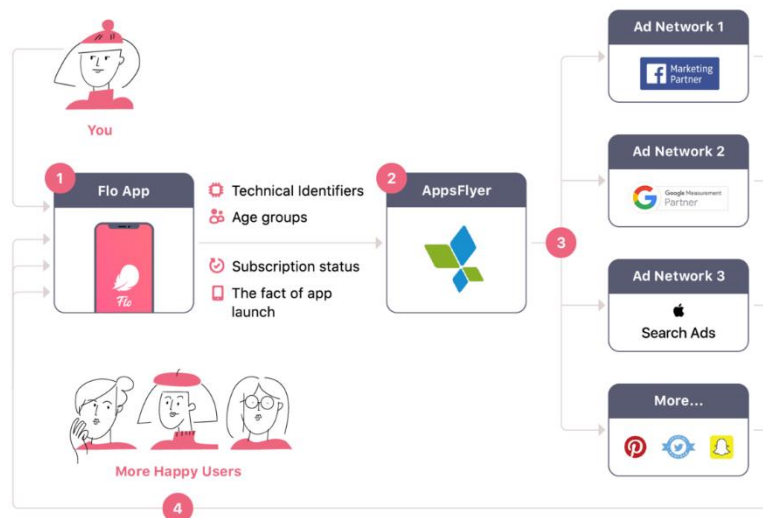 You
1
Flo App
Flo
Technical Identifiers
Age groups
Subscription status
The fact of app
launch
2
AppsFlyer
3
Ad Network 1
Marketing
Partner
Ad Network 2
Google Measurement
Partner
Ad Network 3
Search Ads
More...
More Happy Users
4